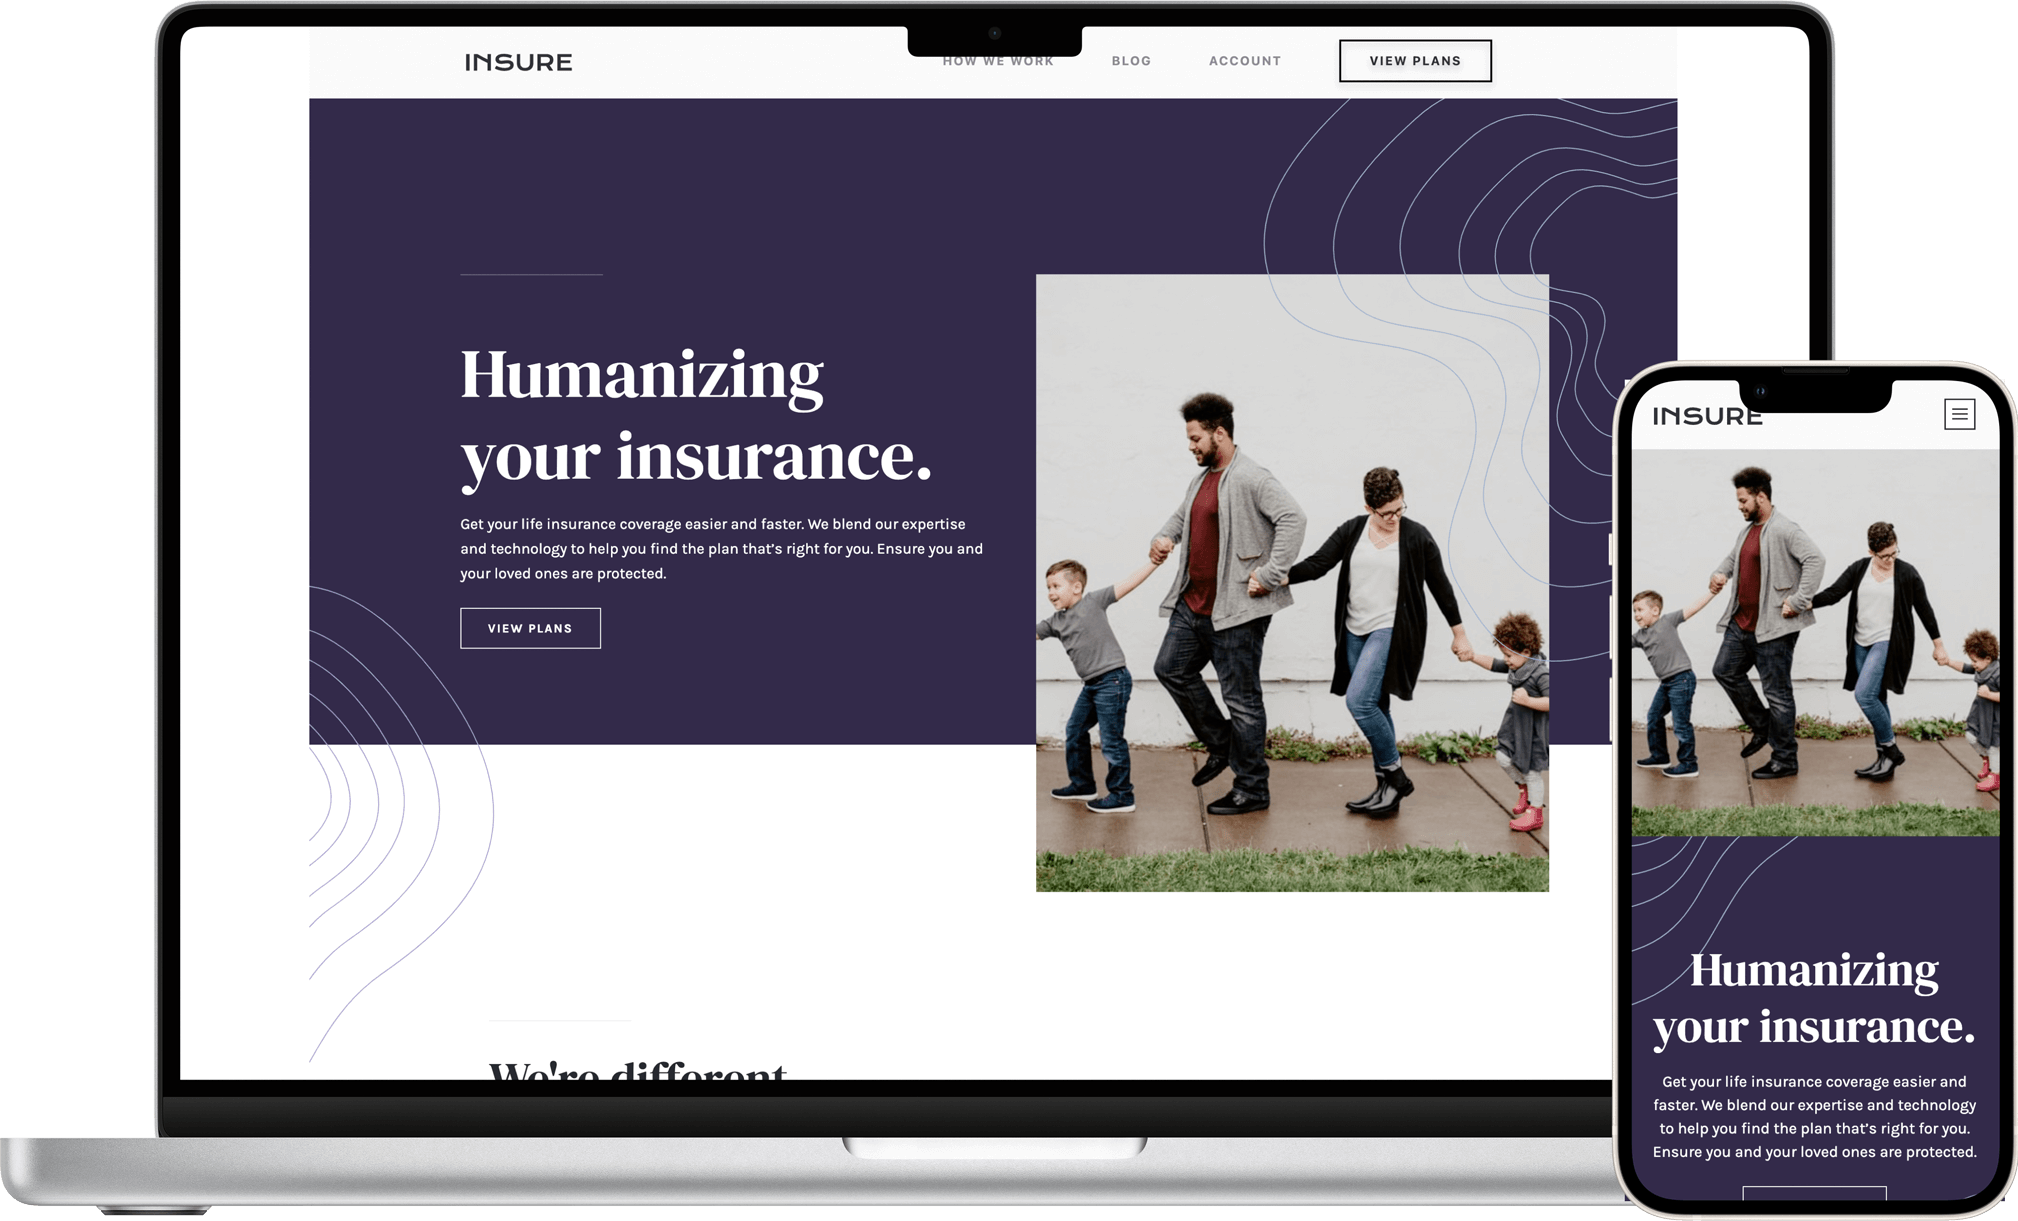 INSURE
HOW WE WORK BLOG ACCOUNT VIEW PLANS
Humanizing
your insurance.
Get your life insurance coverage easier and faster. We blend our expertise
and technology to help you find the plan that’s right for you. Ensure you and
your loved ones are protected.
VIEW PLANS
We're different
INSURE
Humanizing
your insurance.
Get your life insurance coverage easier and
faster. We blend our expertise and technology
to help you find the plan that’s right for you.
Ensure you and your loved ones are protected.